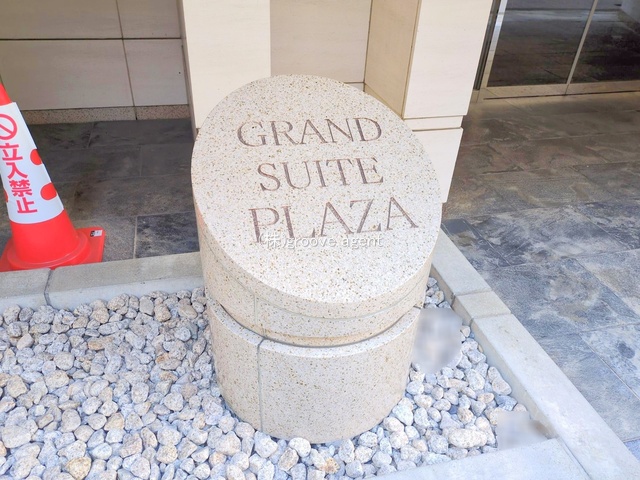 GRAND
SUITE
PLAZA
(株)groove agent
立入禁止